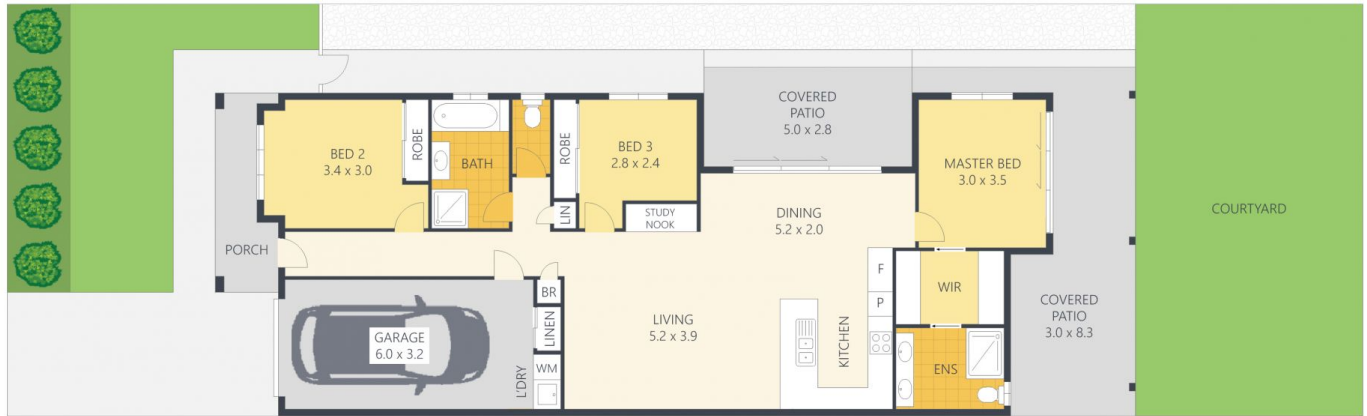 COVERED
PATIO
5.0 x 2.8
BED 2
3.4 x 3.0
ROBE
BATH
ROBE
BED 3
2.8 x 2.4
MASTER BED
3.0 x 3.5
LIN
STUDY
NOOK
DINING
5.2 x 2.0
COURTYARD
PORCH
F
P
WIR
BR
LINEN
GARAGE
6.0 x 3.2
LIVING
5.2 x 3.9
KITCHEN
COVERED
PATIO
3.0 x 8.3
L'DRY
WM
ENS